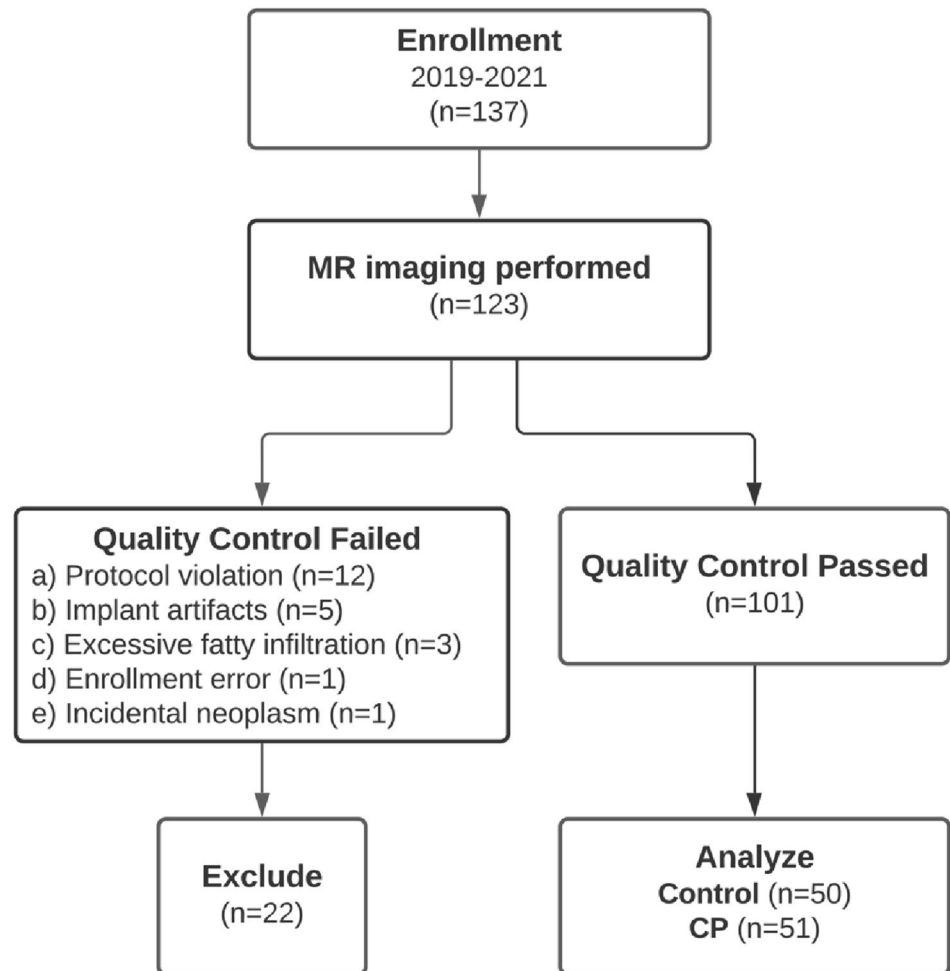 Enrollment
2019-2021
(n=137)
MR imaging performed
(n=123)
Quality Control Failed
a) Protocol violation (n=12)
b) Implant artifacts (n=5)
c) Excessive fatty infiltration (n=3)
d) Enrollment error (n=1)
e) Incidental neoplasm (n=1)
Quality Control Passed
(n=101)
Exclude
(n=22)
Analyze
Control (n=50)
CP (n=51)